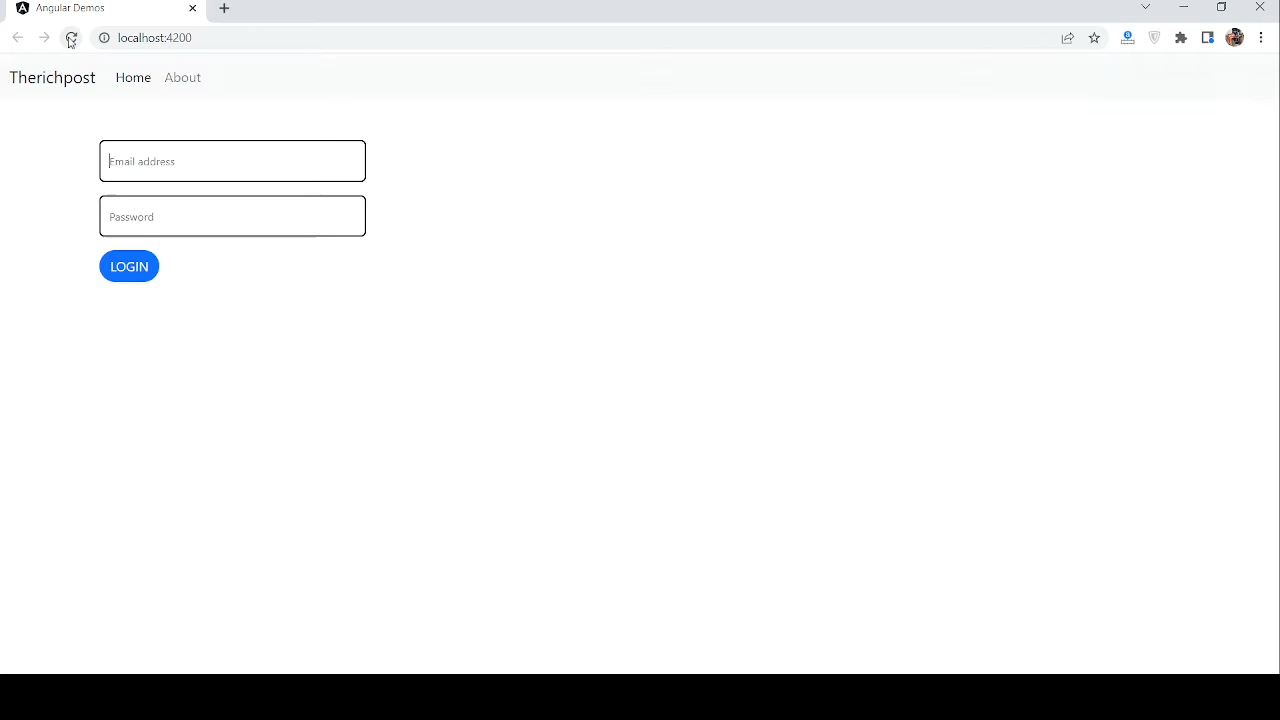 Angular Demos
localhost:4200
Therichpost Home About
Email address
Password
LOGIN